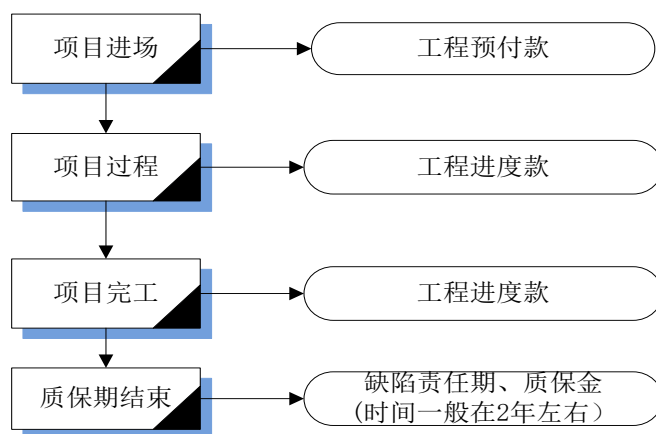 项目进场
工程预付款
项目过程
工程进度款
项目完工
工程进度款
质保期结束
缺陷责任期、质保金
(时间一般在2年左右）